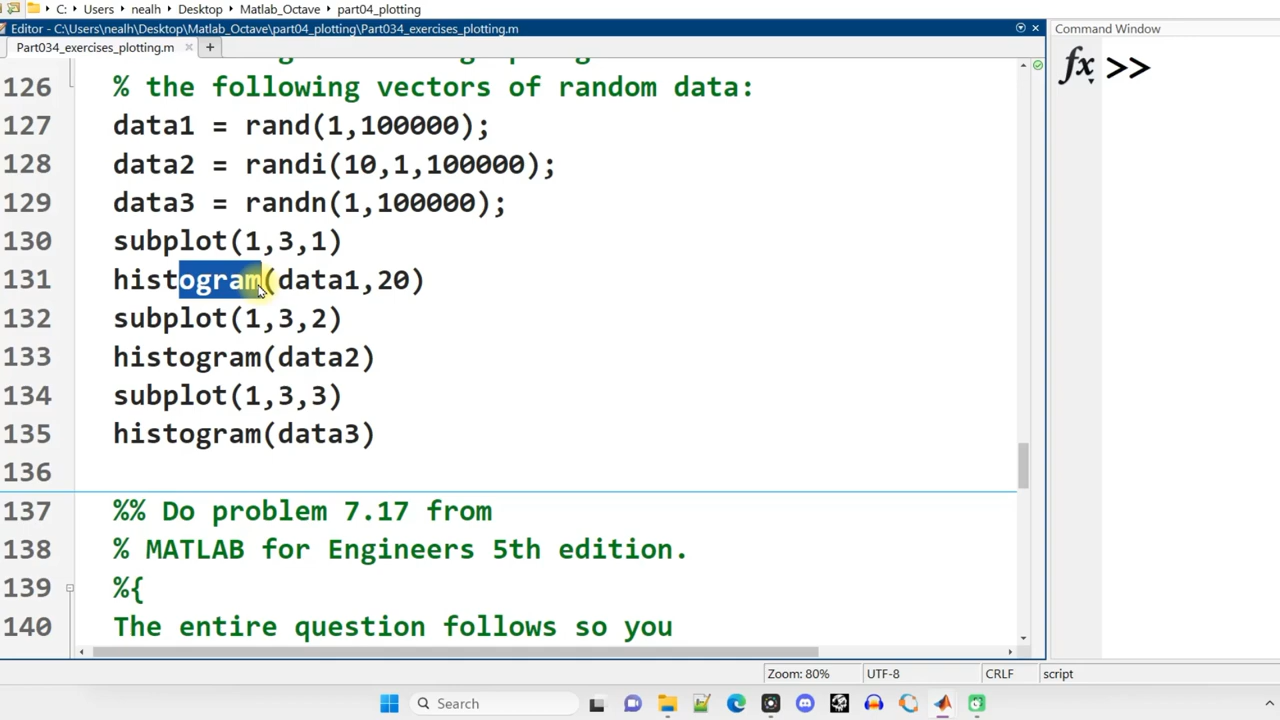 C: › Users › nealh › Desktop › Matlab_Octave › part04_plotting
Editor - C:\Users\nealh\Desktop\Matlab_Octave\part04_plotting\Part034_exercises_plotting.m
Command Window
Part034_exercises_plotting.m × +
fx >>
126 % the following vectors of random data:
127 data1 = rand(1,100000);
128 data2 = randi(10,1,100000);
129 data3 = randn(1,100000);
130 subplot(1,3,1)
131 histogram(data1,20)
132 subplot(1,3,2)
133 histogram(data2)
134 subplot(1,3,3)
135 histogram(data3)
136
137 %% Do problem 7.17 from
138 % MATLAB for Engineers 5th edition.
139 %{
140 The entire question follows so you
Zoom: 80% UTF-8 CRLF script
Search